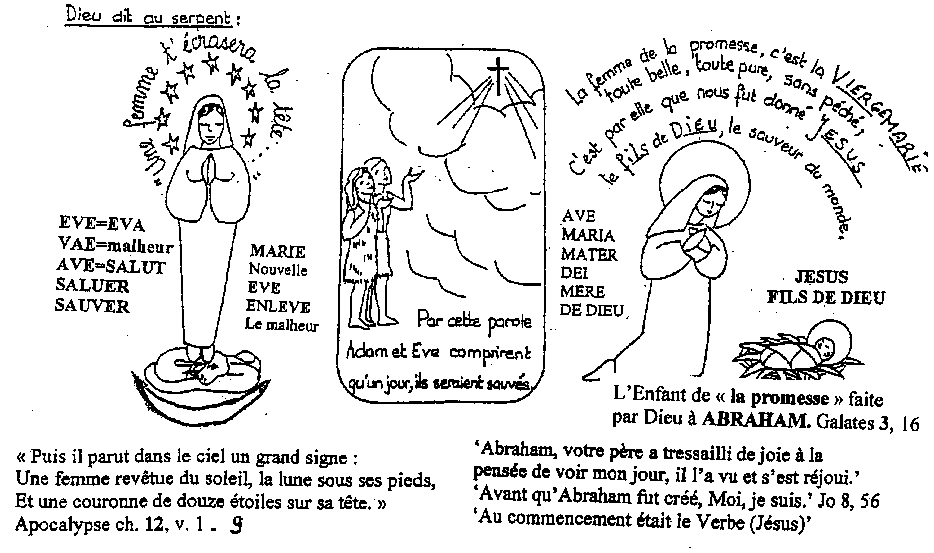 Dieu dit au serpent :
"Une femme t'écrasera la tête.....
EVE=EVA
VAE=malheur
AVE=SALUT
SALUER
SAUVER
MARIE
Nouvelle
EVE
ENLEVE
Le malheur
Par cette parole
Adam et Eve comprirent
qu'un jour, ils seraient sauvés.
La femme de la promesse, c'est la VIERGE MARIE
toute belle, toute pure, sans péché,
C'est par elle que nous fut donné JESUS
le fils de Dieu, le sauveur du monde.
AVE
MARIA
MATER
DEI
MERE
DE DIEU
JESUS
FILS DE DIEU
L'Enfant de « la promesse » faite
par Dieu à ABRAHAM. Galates 3, 16
« Puis il parut dans le ciel un grand signe :
Une femme revêtue du soleil, la lune sous ses pieds,
Et une couronne de douze étoiles sur sa tête. »
Apocalypse ch. 12, v. 1 - 9
'Abraham, votre père a tressailli de joie à la
pensée de voir mon jour, il l'a vu et s'est réjoui.'
'Avant qu'Abraham fut créé, Moi, je suis.' Jo 8, 56
'Au commencement était le Verbe (Jésus)'